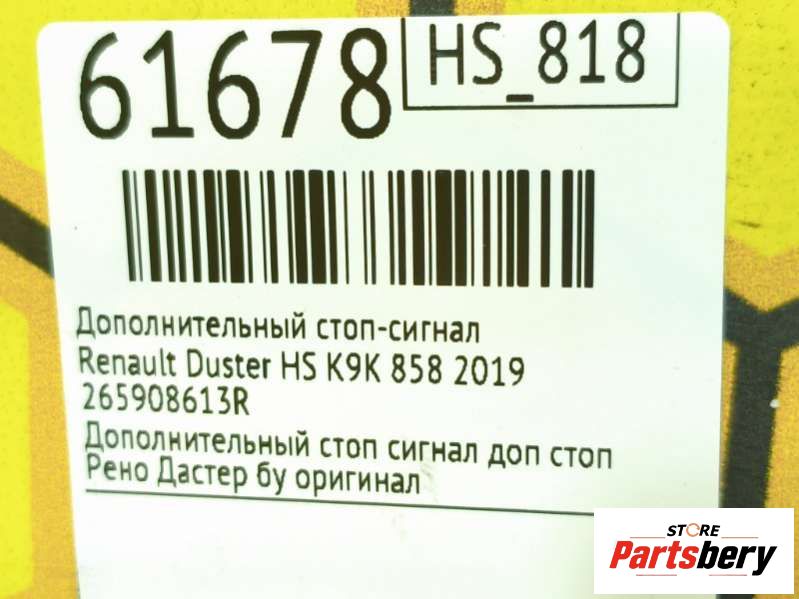 61678
HS_818
Дополнительный стоп-сигнал
Renault Duster HS K9K 858 2019
265908613R
Дополнительный стоп сигнал доп стоп
Рено Дастер бу оригинал
STORE
Partsbery